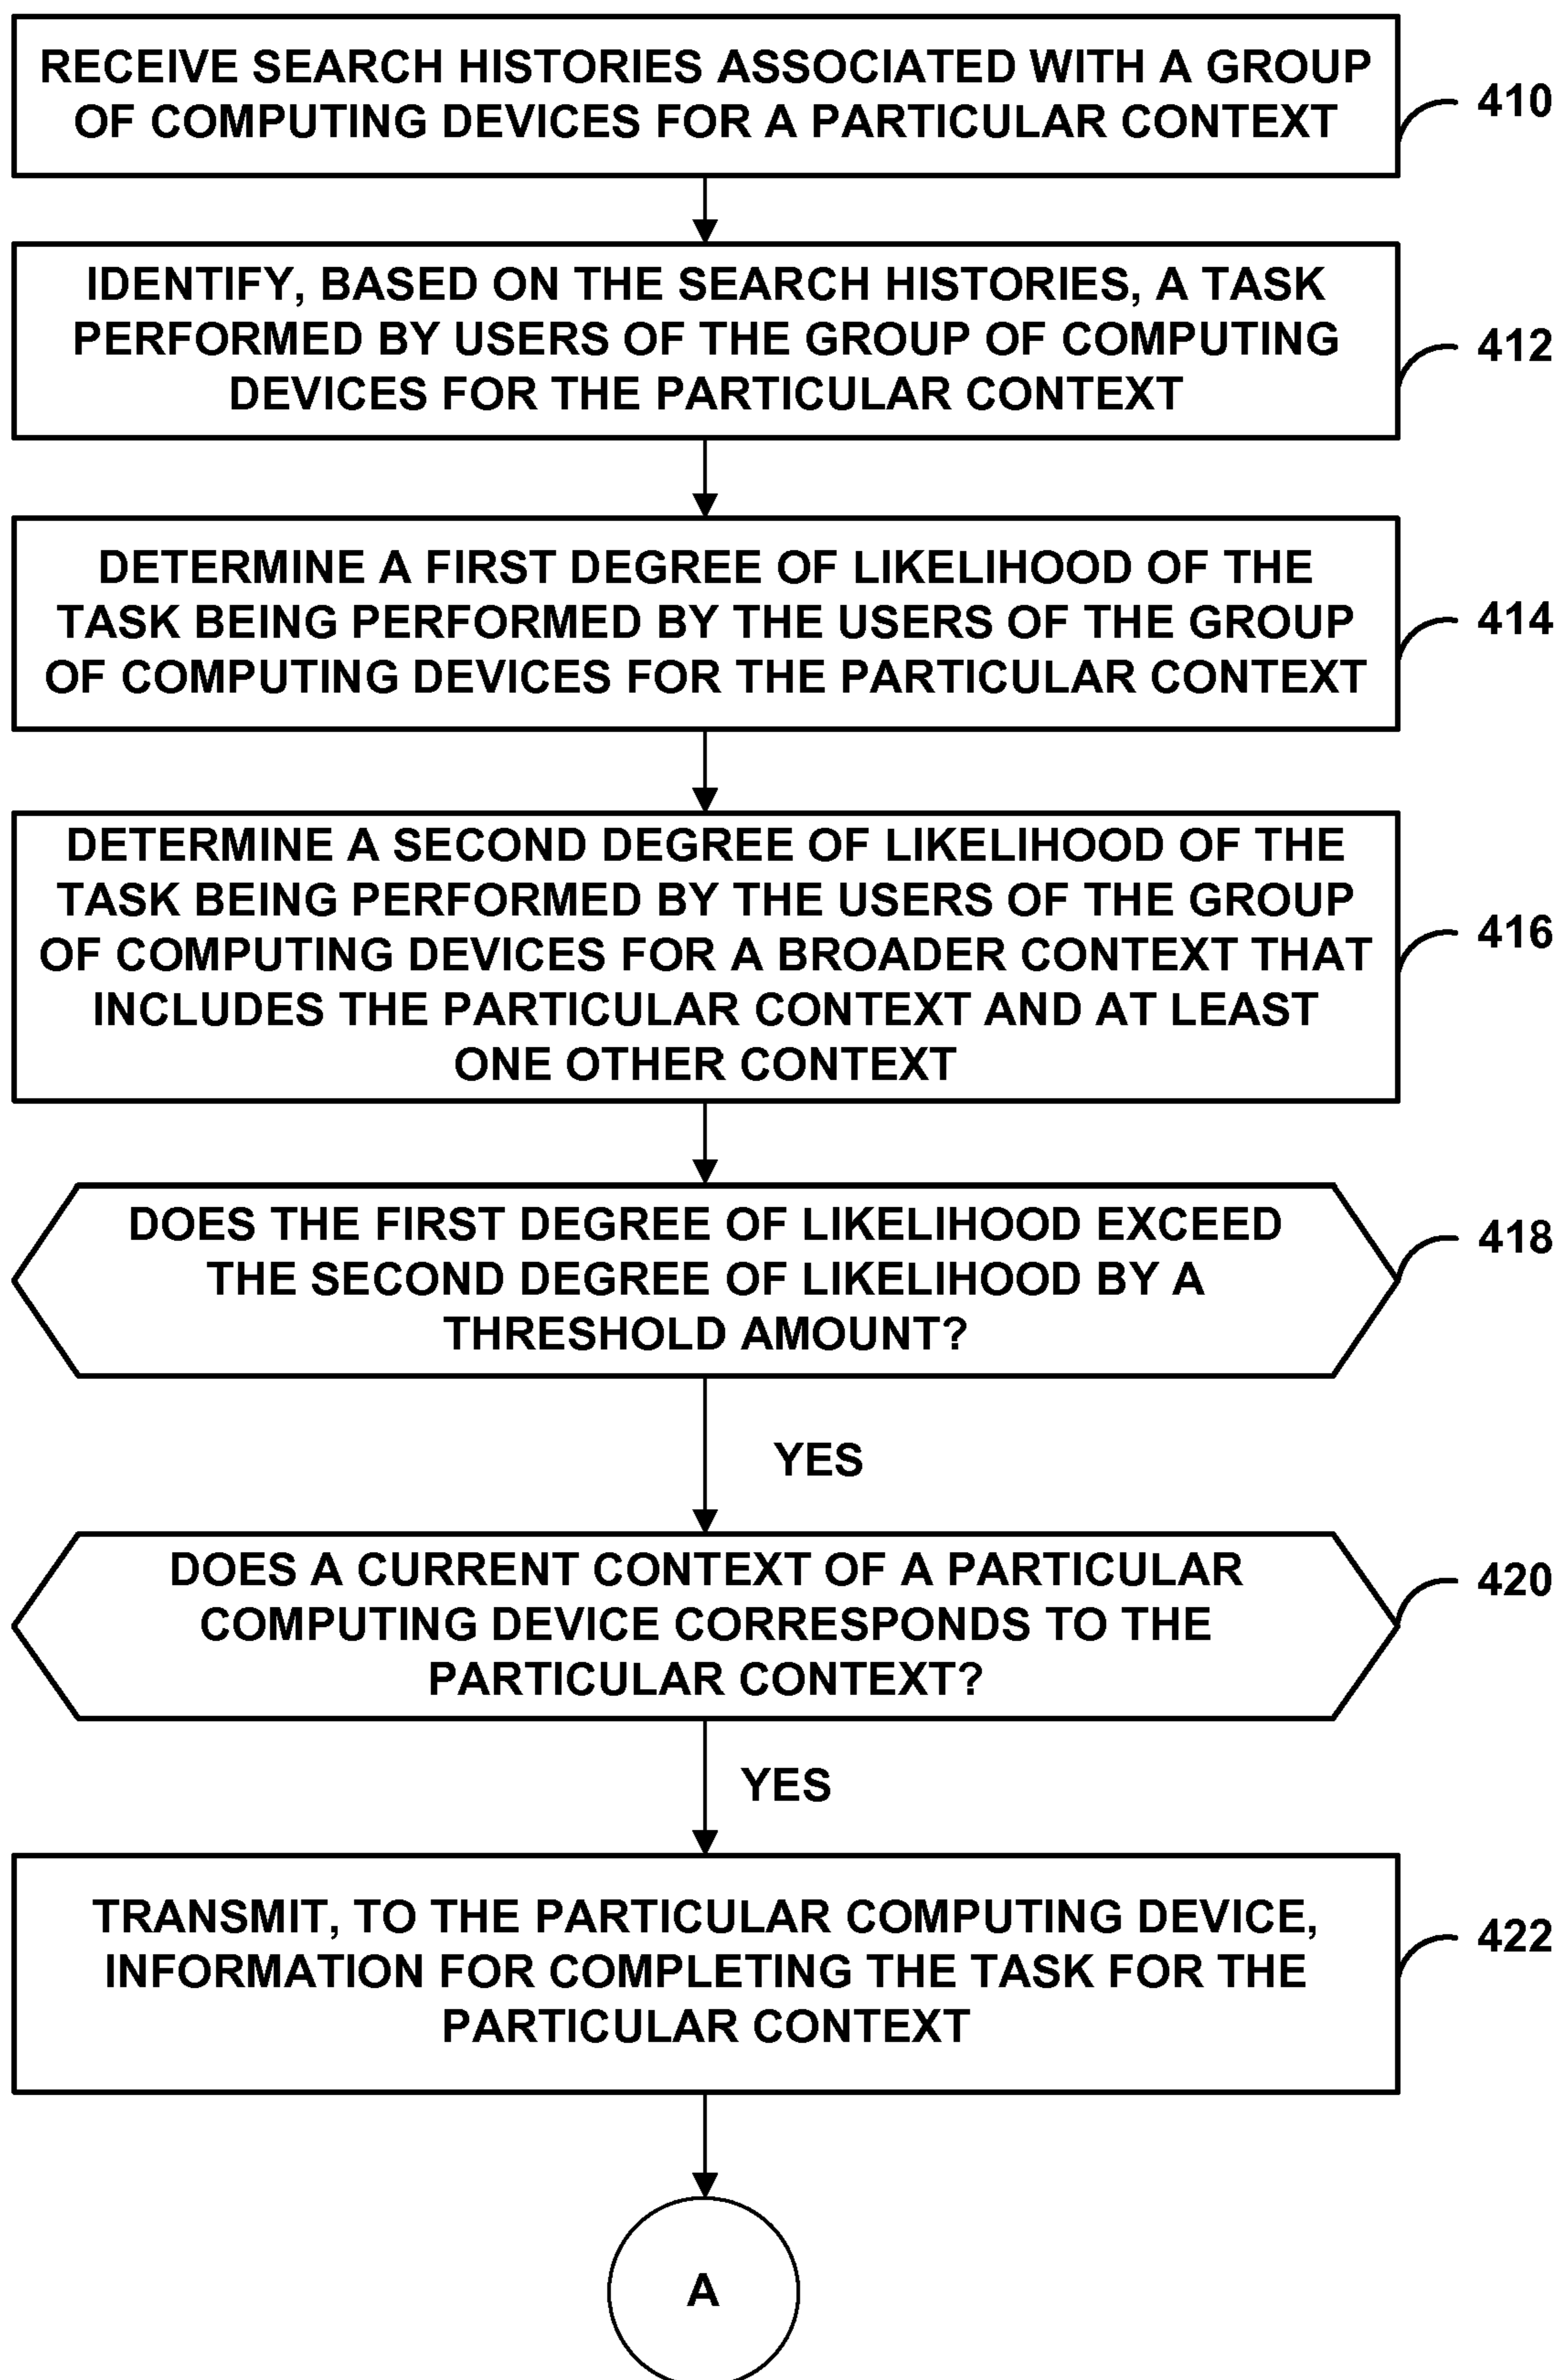 RECEIVE SEARCH HISTORIES ASSOCIATED WITH A GROUP
OF COMPUTING DEVICES FOR A PARTICULAR CONTEXT
410
IDENTIFY, BASED ON THE SEARCH HISTORIES, A TASK
PERFORMED BY USERS OF THE GROUP OF COMPUTING
DEVICES FOR THE PARTICULAR CONTEXT
412
DETERMINE A FIRST DEGREE OF LIKELIHOOD OF THE
TASK BEING PERFORMED BY THE USERS OF THE GROUP
OF COMPUTING DEVICES FOR THE PARTICULAR CONTEXT
414
DETERMINE A SECOND DEGREE OF LIKELIHOOD OF THE
TASK BEING PERFORMED BY THE USERS OF THE GROUP
OF COMPUTING DEVICES FOR A BROADER CONTEXT THAT
INCLUDES THE PARTICULAR CONTEXT AND AT LEAST
ONE OTHER CONTEXT
416
DOES THE FIRST DEGREE OF LIKELIHOOD EXCEED
THE SECOND DEGREE OF LIKELIHOOD BY A
THRESHOLD AMOUNT?
418
YES
DOES A CURRENT CONTEXT OF A PARTICULAR
COMPUTING DEVICE CORRESPONDS TO THE
PARTICULAR CONTEXT?
420
YES
TRANSMIT, TO THE PARTICULAR COMPUTING DEVICE,
INFORMATION FOR COMPLETING THE TASK FOR THE
PARTICULAR CONTEXT
422
A